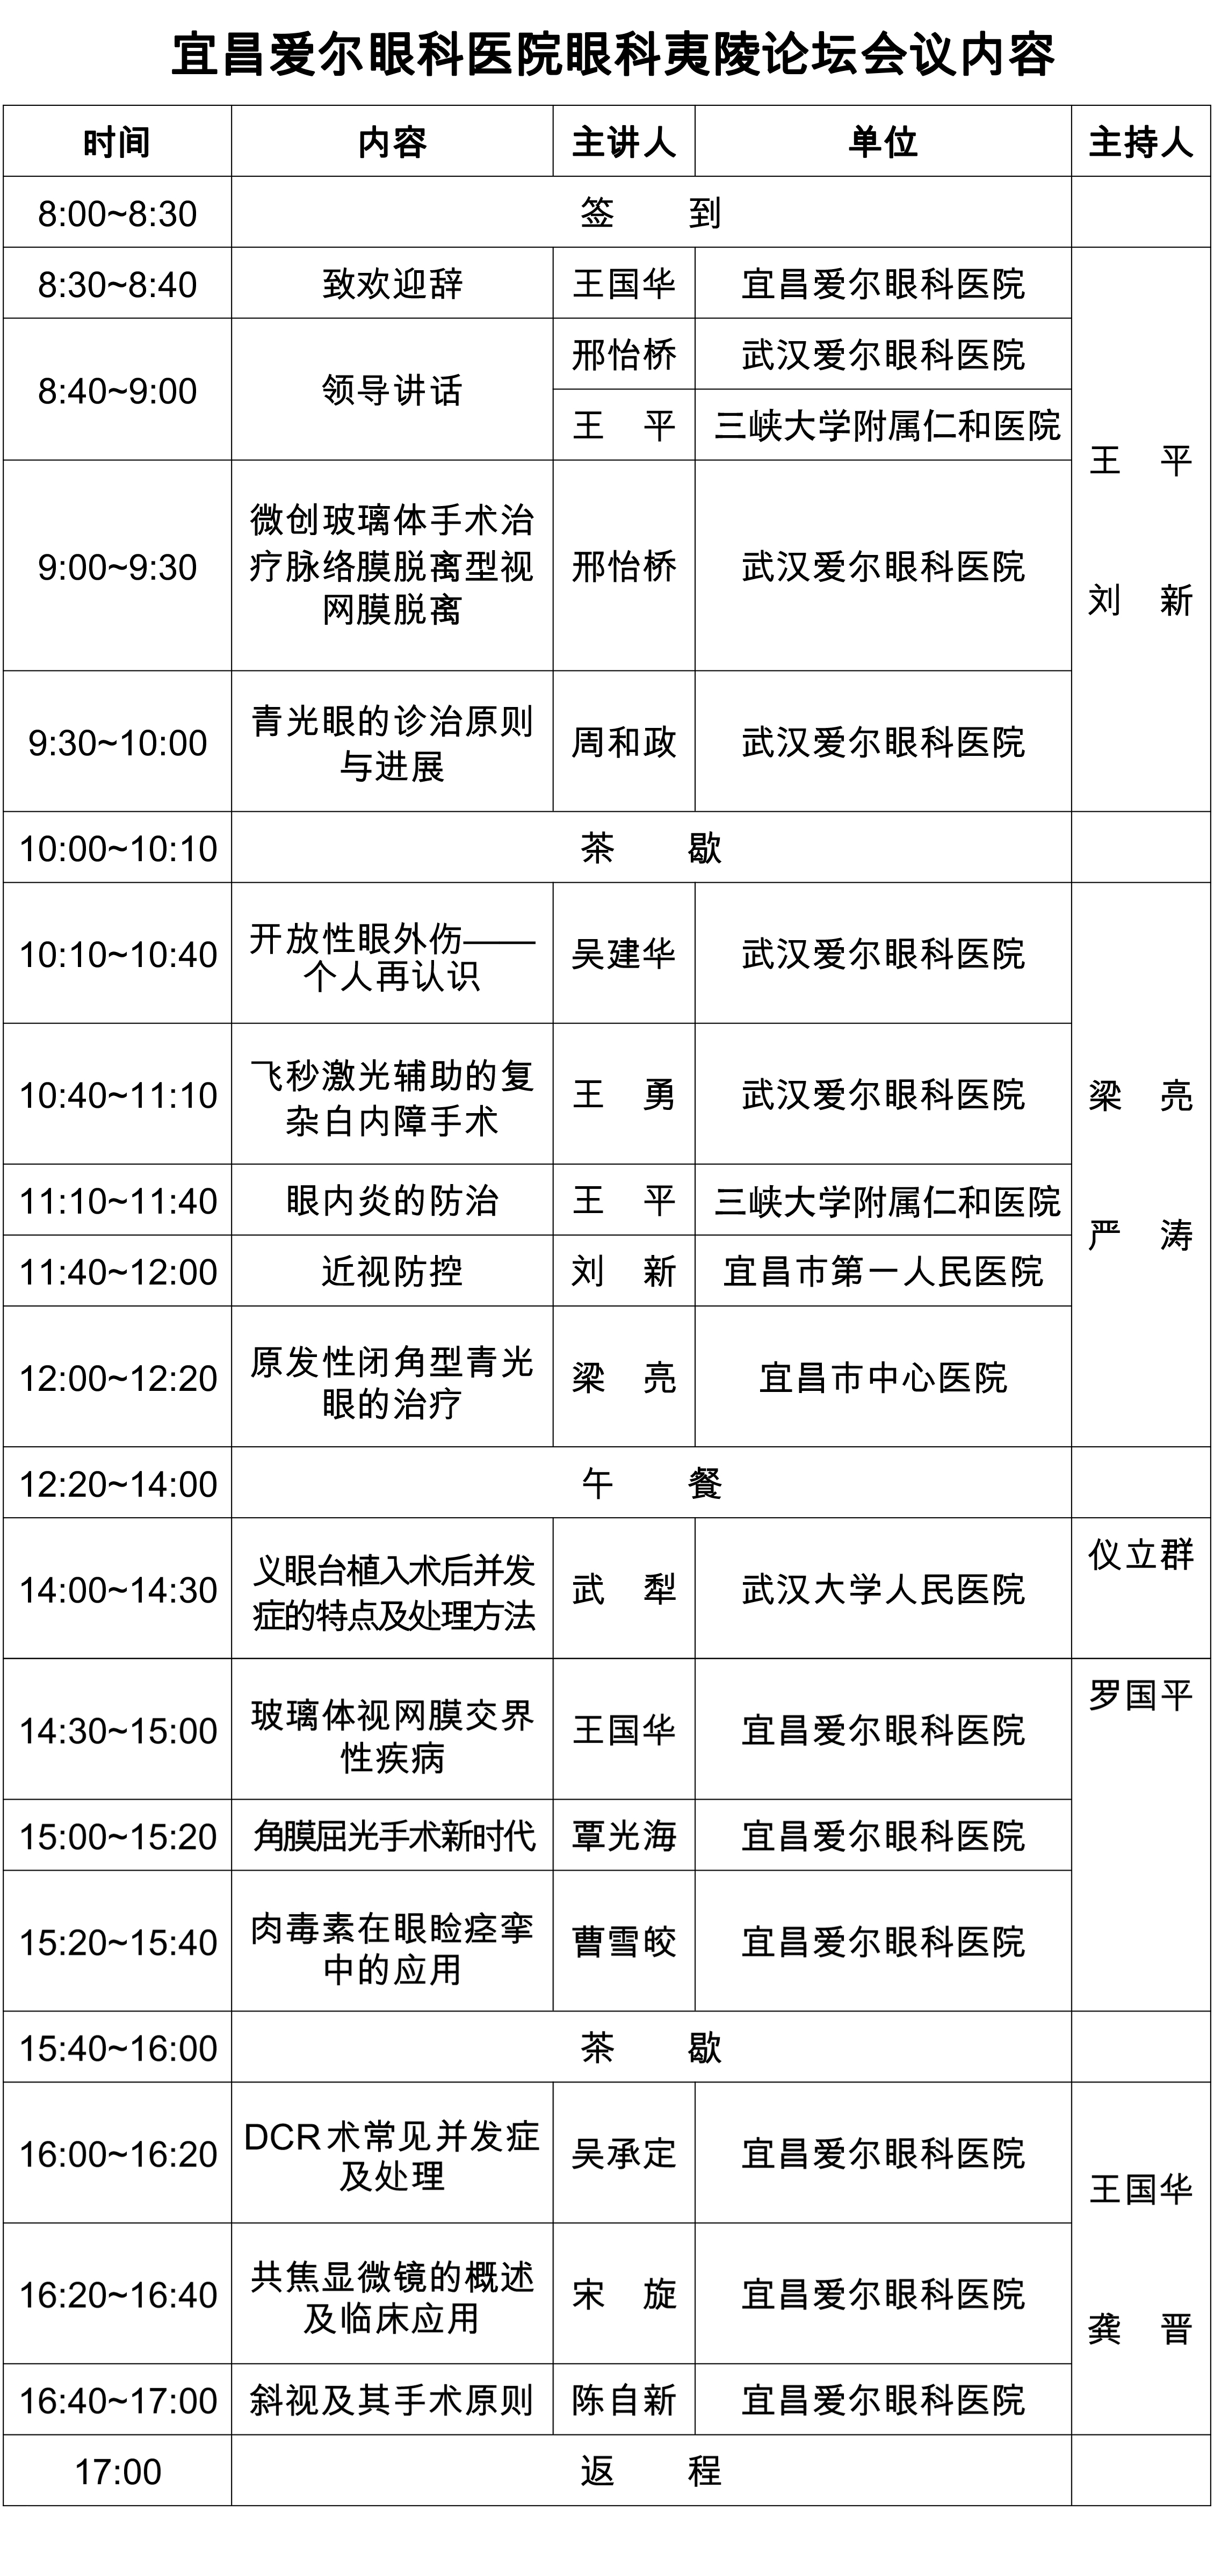 宜昌爱尔眼科医院眼科夷陵论坛会议内容
时间 内容 主讲人 单位 主持人
8:00~8:30 签 到
8:30~8:40 致欢迎辞 王国华 宜昌爱尔眼科医院
8:40~9:00 领导讲话
邢怡桥 武汉爱尔眼科医院
王 平 三峡大学附属仁和医院
王 平
刘 新
9:00~9:30
微创玻璃体手术治
疗脉络膜脱离型视
网膜脱离
邢怡桥 武汉爱尔眼科医院
9:30~10:00
青光眼的诊治原则
与进展
周和政 武汉爱尔眼科医院
10:00~10:10 茶 歇
10:10~10:40
开放性眼外伤——
个人再认识
吴建华 武汉爱尔眼科医院
10:40~11:10
飞秒激光辅助的复
杂白内障手术
王 勇 武汉爱尔眼科医院
梁 亮
严 涛
11:10~11:40 眼内炎的防治 王 平 三峡大学附属仁和医院
11:40~12:00 近视防控 刘 新 宜昌市第一人民医院
12:00~12:20
原发性闭角型青光
眼的治疗
梁 亮 宜昌市中心医院
12:20~14:00 午 餐
14:00~14:30
义眼台植入术后并发
症的特点及处理方法
武 犁 武汉大学人民医院
仪立群
14:30~15:00
玻璃体视网膜交界
性疾病
王国华 宜昌爱尔眼科医院
罗国平
15:00~15:20 角膜屈光手术新时代 覃光海 宜昌爱尔眼科医院
15:20~15:40
肉毒素在眼睑痉挛
中的应用
曹雪皎 宜昌爱尔眼科医院
15:40~16:00 茶 歇
16:00~16:20
DCR术常见并发症
及处理
吴承定 宜昌爱尔眼科医院
王国华
龚 晋
16:20~16:40
共焦显微镜的概述
及临床应用
宋 旋 宜昌爱尔眼科医院
16:40~17:00 斜视及其手术原则 陈自新 宜昌爱尔眼科医院
17:00 返 程